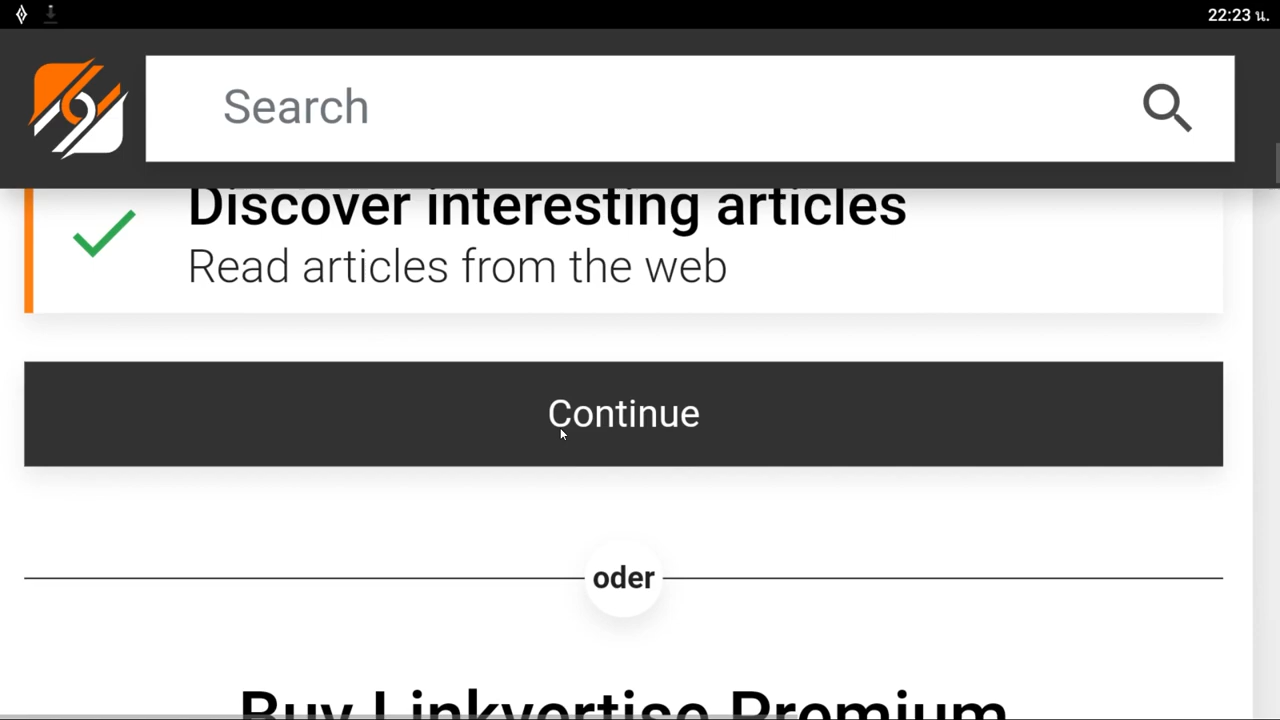 22:23 น.
Search
Discover interesting articles
Read articles from the web
Continue
oder
Buy Linkvertise Premium